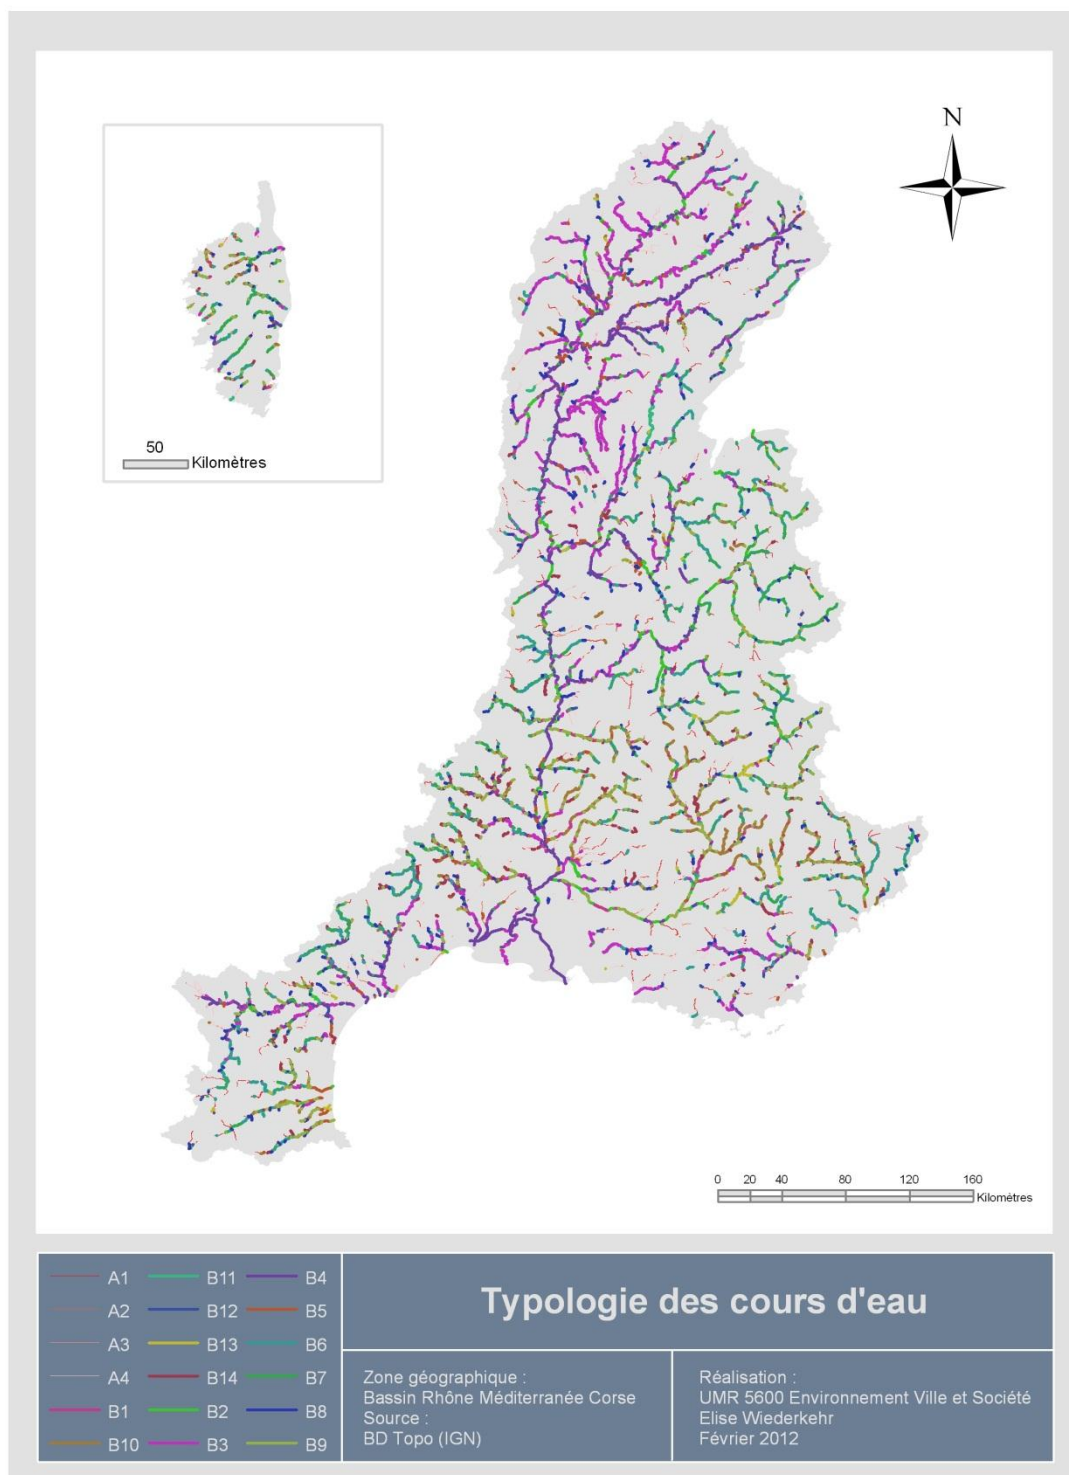 N
50
Kilomètres
0 20 40 80 120 160
Kilomètres
A1
A2
A3
A4
B1
B10
B11
B12
B13
B14
B2
B3
B4
B5
B6
B7
B8
B9
Typologie des cours d'eau
Zone géographique :
Bassin Rhône Méditerranée Corse
Source :
BD Topo (IGN)
Réalisation :
UMR 5600 Environnement Ville et Société
Elise Wiederkehr
Février 2012